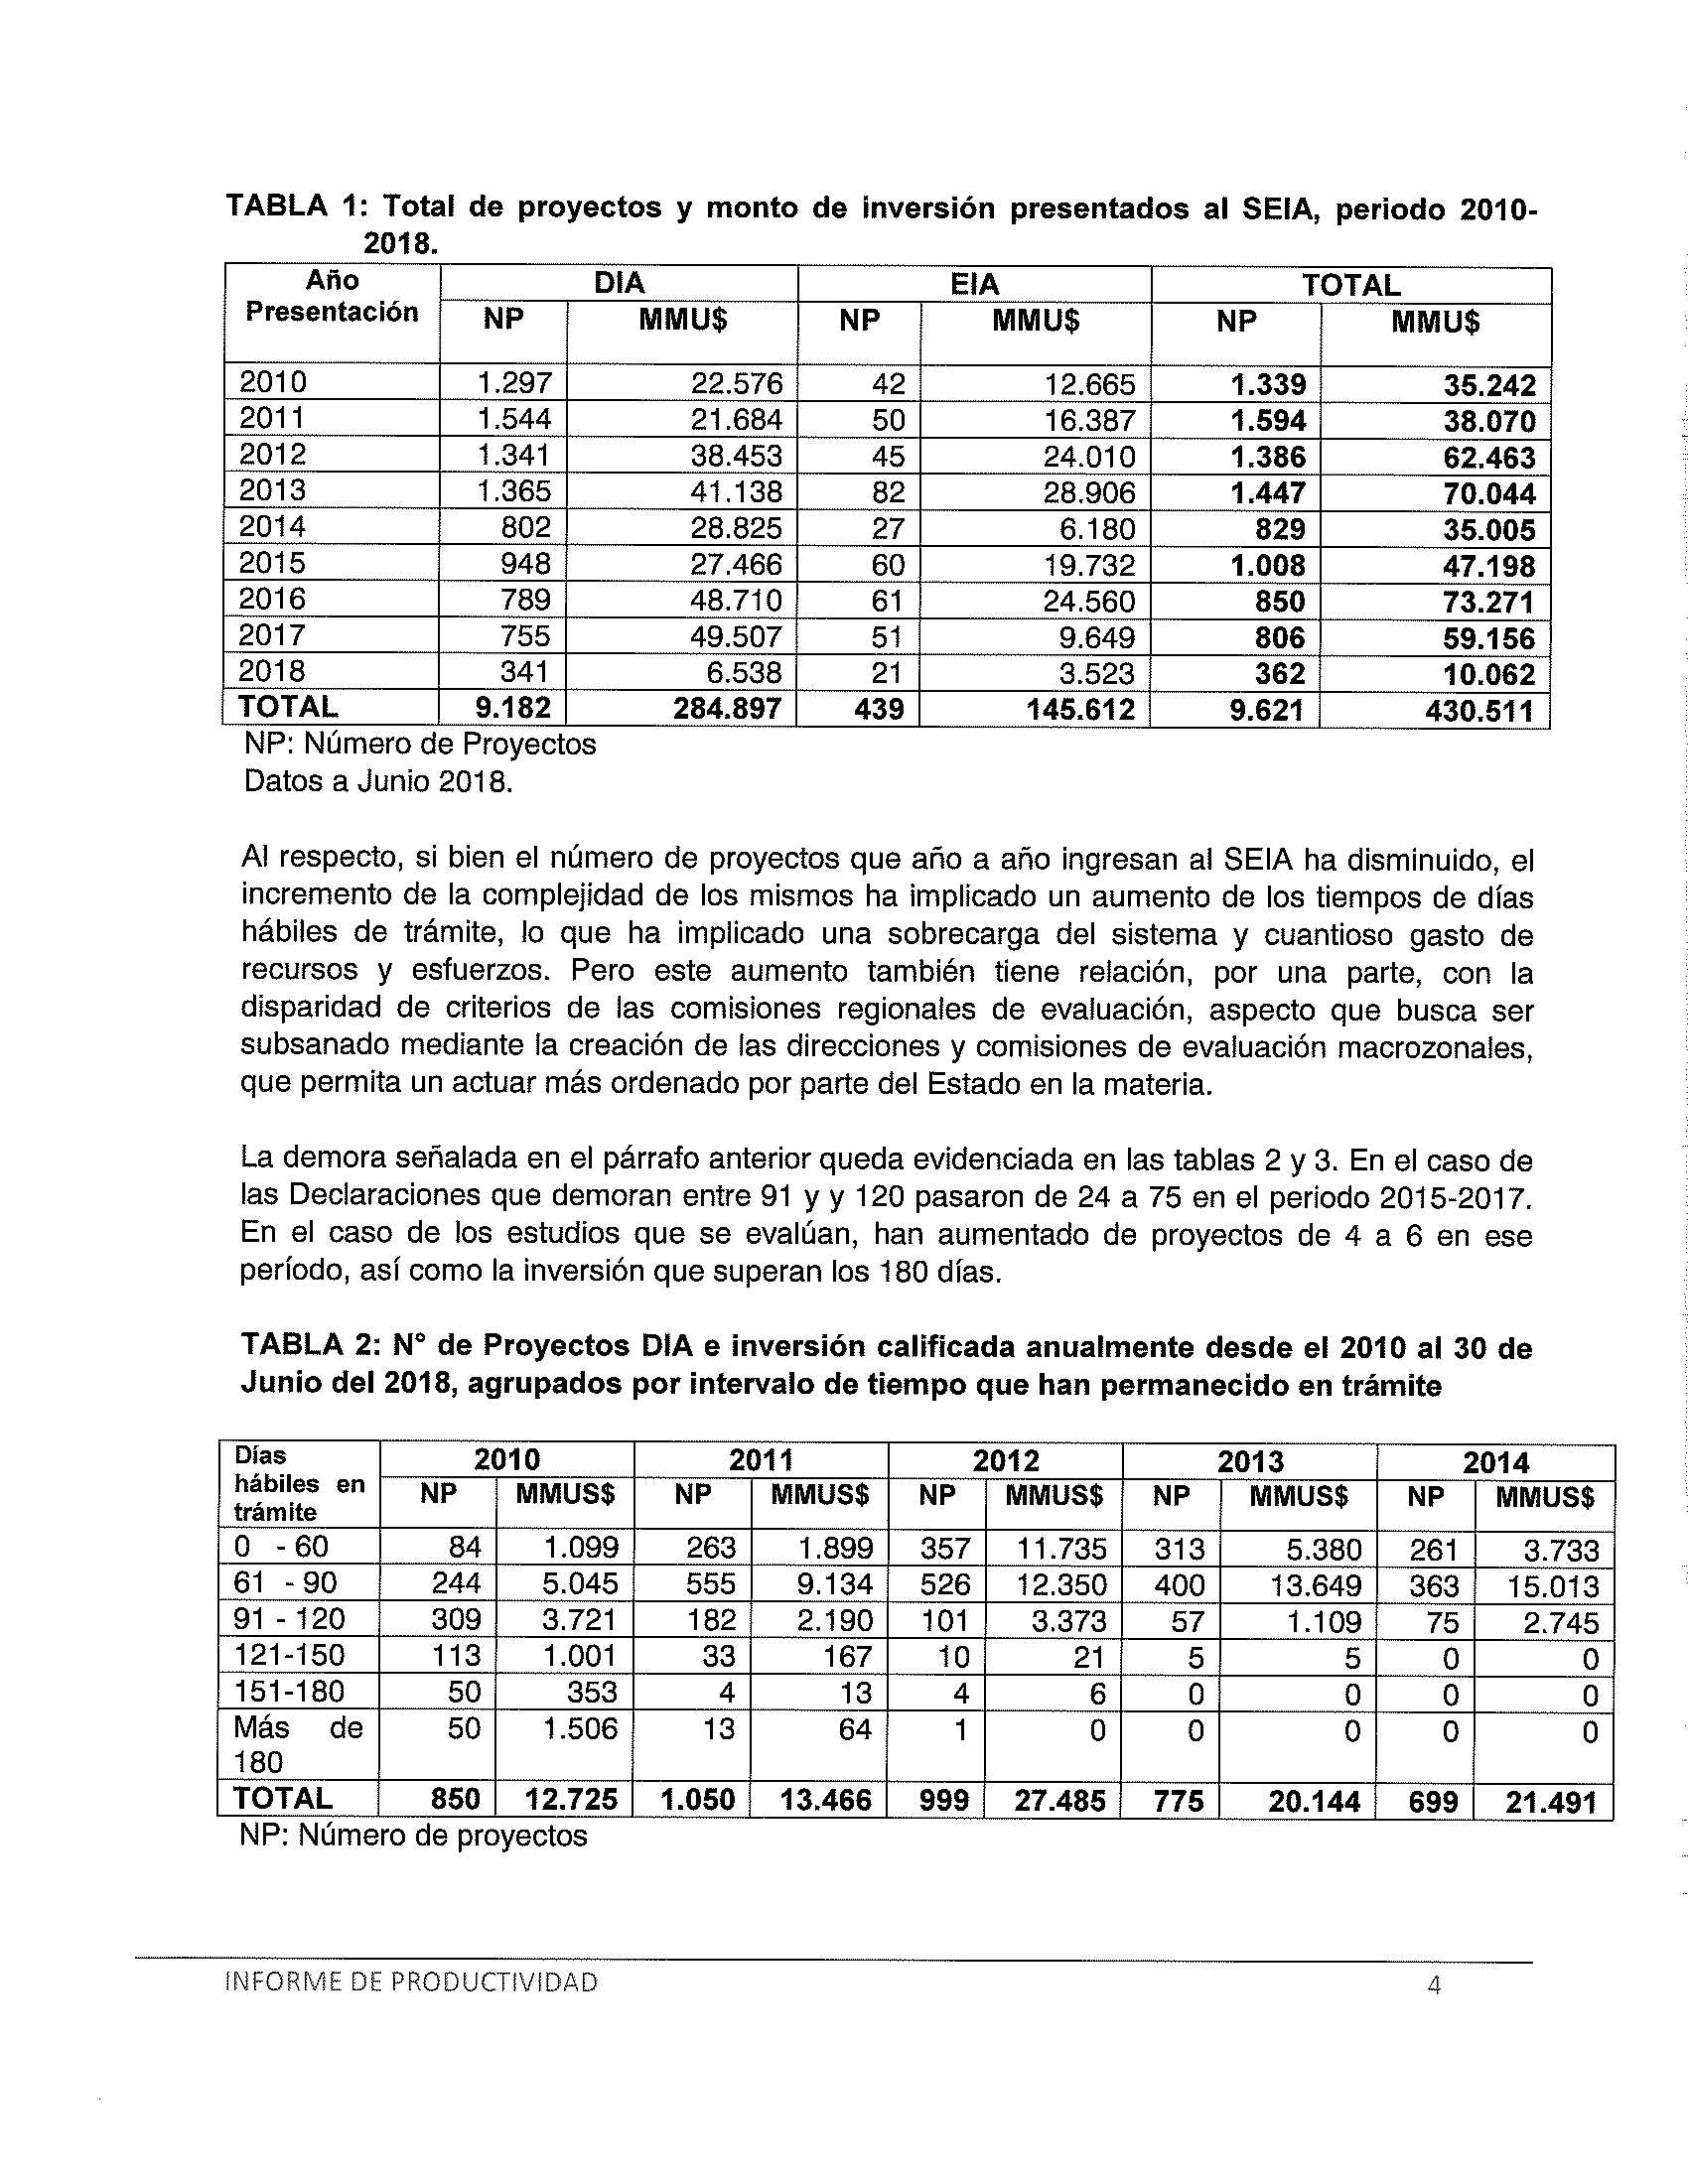 TABLA 1: Total de proyectos y monto de inversión presentados al SEIA, periodo 2010-
2018.
Año Presentación DIA EIA TOTAL
NP MMU$ NP MMU$ NP MMU$
2010 1.297 22.576 42 12.665 1.339 35.242
2011 1.544 21.684 50 16.387 1.594 38.070
2012 1.341 38.453 45 24.010 1.386 62.463
2013 1.365 41.138 82 28.906 1.447 70.044
2014 802 28.825 27 6.180 829 35.005
2015 948 27.466 60 19.732 1.008 47.198
2016 789 48.710 61 24.560 850 73.271
2017 755 49.507 51 9.649 806 59.156
2018 341 6.538 21 3.523 362 10.062
TOTAL 9.182 284.897 439 145.612 9.621 430.511
NP: Número de Proyectos
Datos a Junio 2018.
Al respecto, si bien el número de proyectos que año a año ingresan al SEIA ha disminuido, el
incremento de la complejidad de los mismos ha implicado un aumento de los tiempos de días
hábiles de trámite, lo que ha implicado una sobrecarga del sistema y cuantioso gasto de
recursos y esfuerzos. Pero este aumento también tiene relación, por una parte, con la
disparidad de criterios de las comisiones regionales de evaluación, aspecto que busca ser
subsanado mediante la creación de las direcciones y comisiones de evaluación macrozonales,
que permita un actuar más ordenado por parte del Estado en la materia.
La demora señalada en el párrafo anterior queda evidenciada en las tablas 2 y 3. En el caso de
las Declaraciones que demoran entre 91 y y 120 pasaron de 24 a 75 en el periodo 2015-2017.
En el caso de los estudios que se evalúan, han aumentado de proyectos de 4 a 6 en ese
período, así como la inversión que superan los 180 días.
TABLA 2: N° de Proyectos DIA e inversión calificada anualmente desde el 2010 al 30 de
Junio del 2018, agrupados por intervalo de tiempo que han permanecido en trámite
Días hábiles en trámite 2010 2011 2012 2013 2014
NP MMUS$ NP MMUS$ NP MMUS$ NP MMUS$ NP MMUS$
0 - 60 84 1.099 263 1.899 357 11.735 313 5.380 261 3.733
61 - 90 244 5.045 555 9.134 526 12.350 400 13.649 363 15.013
91 - 120 309 3.721 182 2.190 101 3.373 57 1.109 75 2.745
121-150 113 1.001 33 167 10 21 5 5 0 0
151-180 50 353 4 13 4 6 0 0 0 0
Más de 180 50 1.506 13 64 1 0 0 0 0 0
TOTAL 850 12.725 1.050 13.466 999 27.485 775 20.144 699 21.491
NP: Número de proyectos
INFORME DE PRODUCTIVIDAD 4